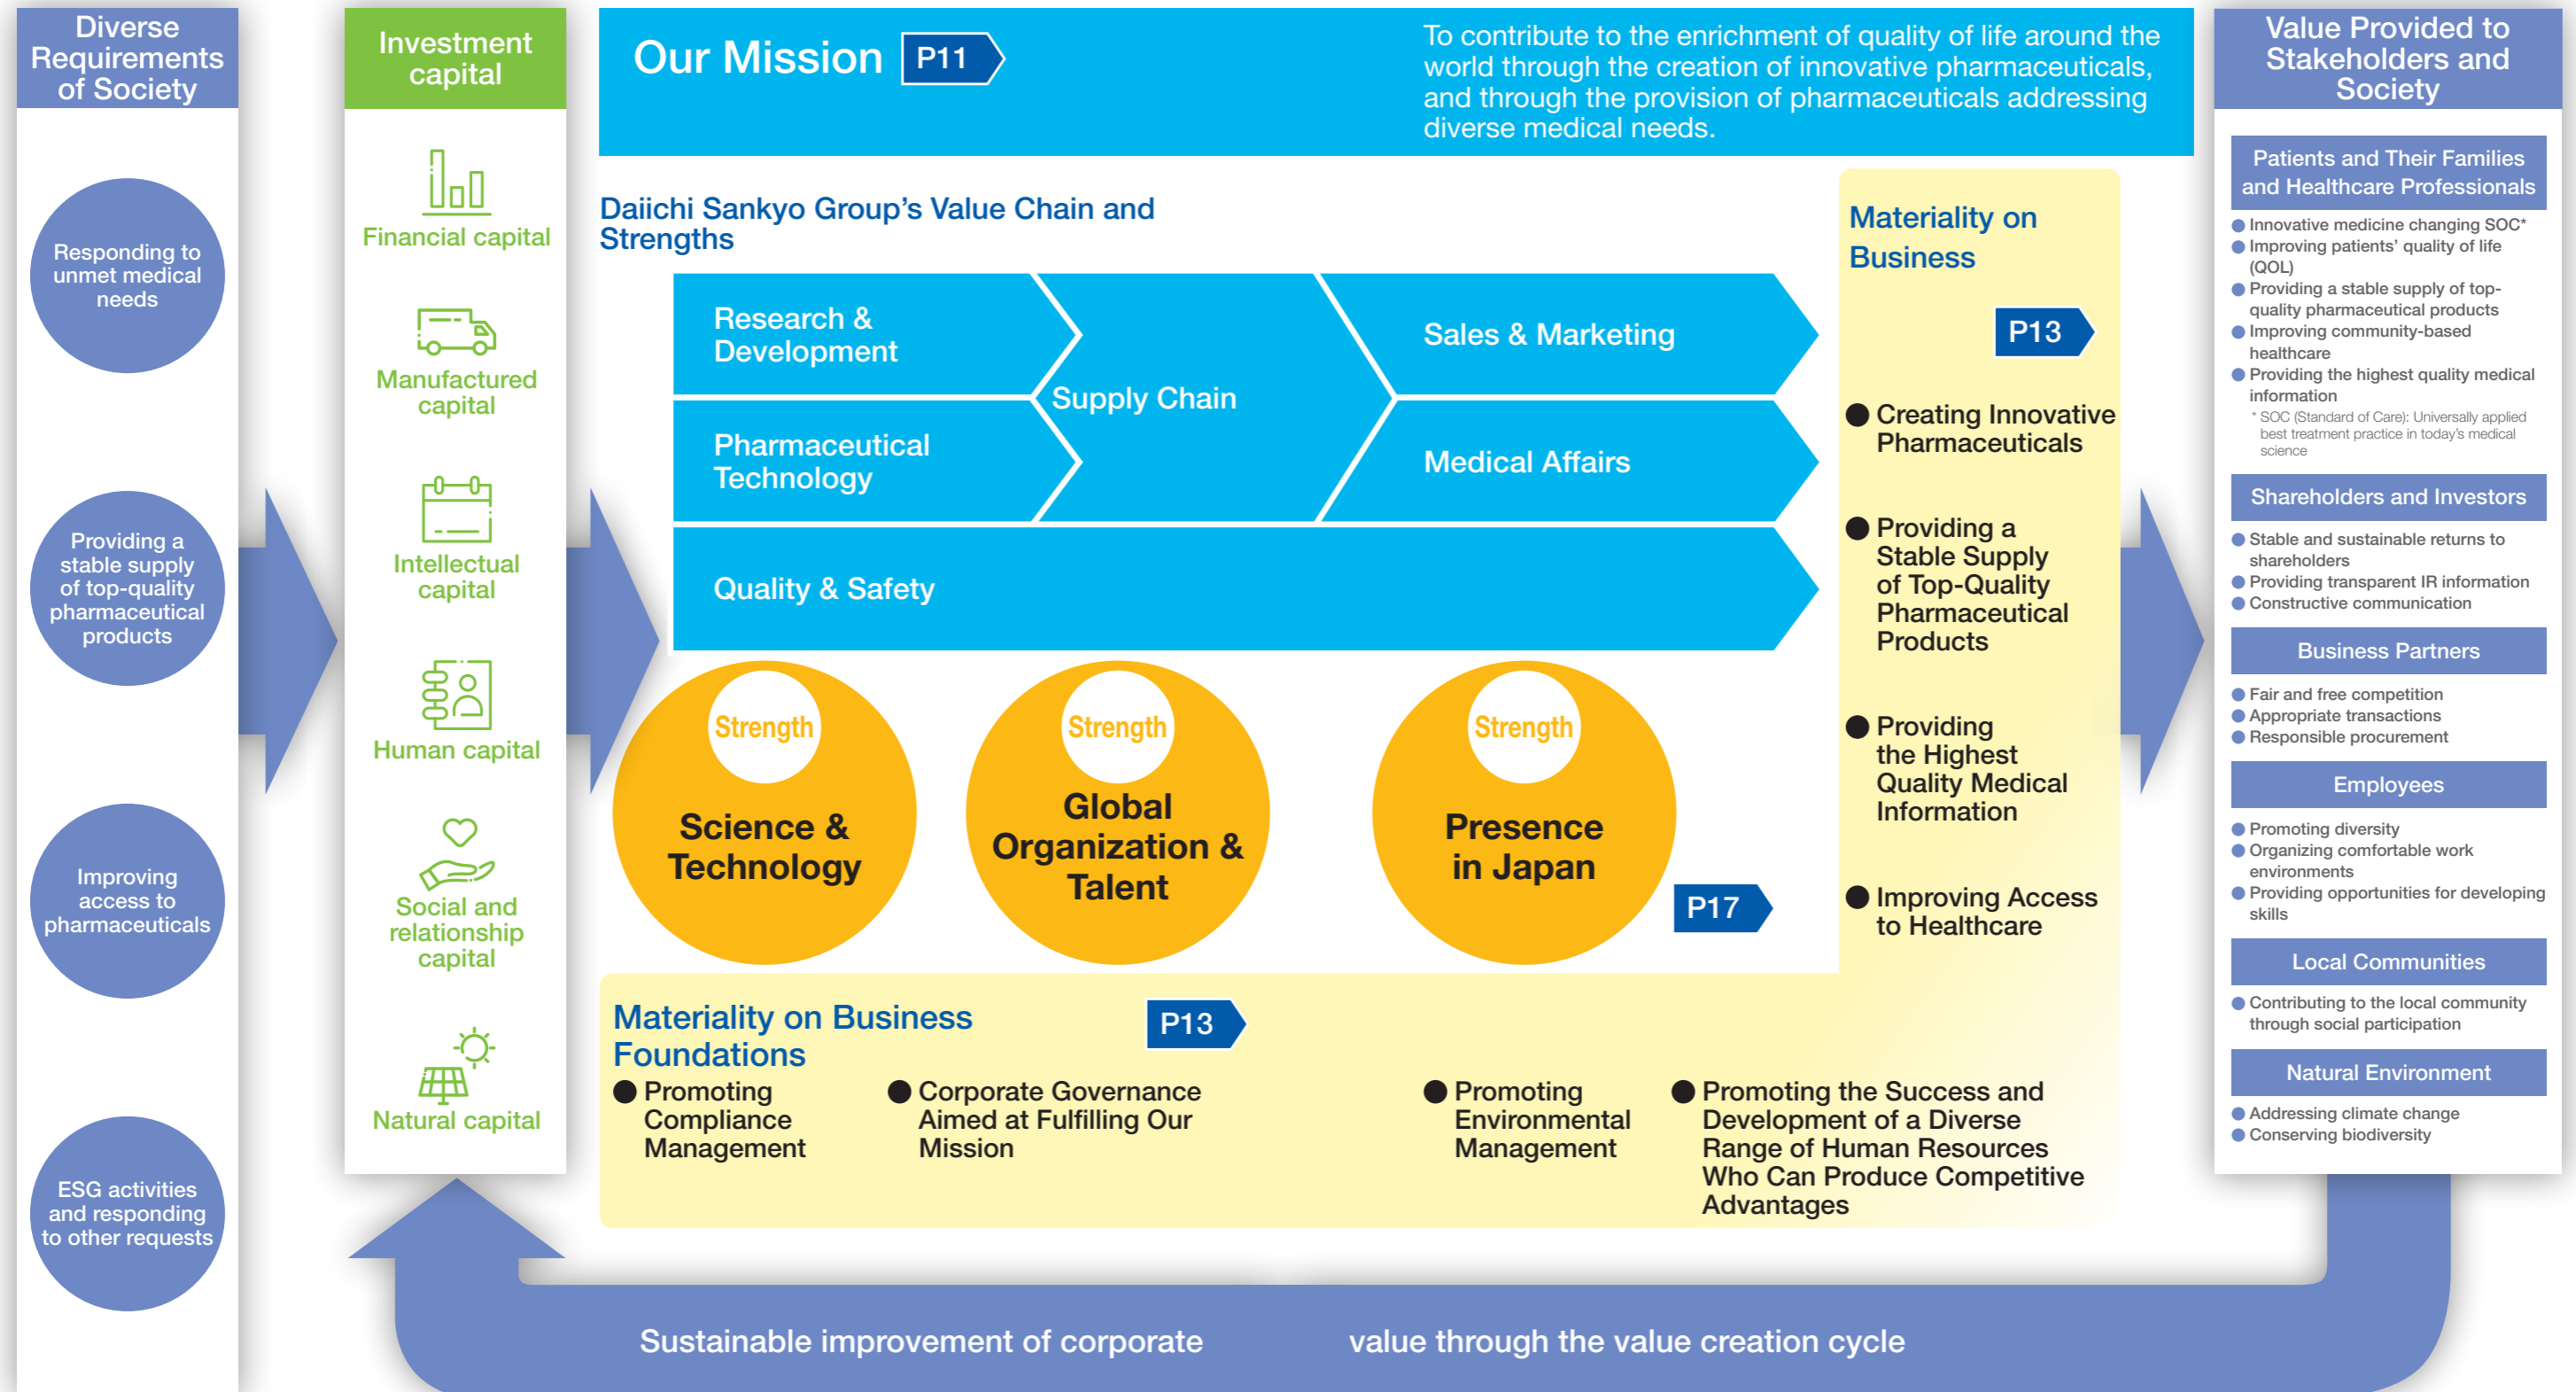 Diverse
Requirements
of Society
Responding to
unmet medical
needs
Providing a
stable supply
of top-quality
pharmaceutical
products
Improving
access to
pharmaceuticals
ESG activities
and responding
to other requests
Investment
capital
Financial capital
Manufactured
capital
Intellectual
capital
Human capital
Social and
relationship
capital
Natural capital
Our Mission P11
To contribute to the enrichment of quality of life around the
world through the creation of innovative pharmaceuticals,
and through the provision of pharmaceuticals addressing
diverse medical needs.
Daiichi Sankyo Group's Value Chain and
Strengths
Research &
Development
Pharmaceutical
Technology
Supply Chain
Sales & Marketing
Medical Affairs
Quality & Safety
Strength
Science &
Technology
Strength
Global
Organization &
Talent
Strength
Presence
in Japan
P17
Materiality on
Business
P13
● Creating Innovative
Pharmaceuticals
● Providing a
Stable Supply
of Top-Quality
Pharmaceutical
Products
● Providing
the Highest
Quality Medical
Information
● Improving Access
to Healthcare
Materiality on Business
Foundations
P13
● Promoting
Compliance
Management
● Corporate Governance
Aimed at Fulfilling Our
Mission
● Promoting
Environmental
Management
● Promoting the Success and
Development of a Diverse
Range of Human Resources
Who Can Produce Competitive
Advantages
Value Provided to
Stakeholders and
Society
Patients and Their Families
and Healthcare Professionals
● Innovative medicine changing SOC*
● Improving patients' quality of life
(QOL)
● Providing a stable supply of top-
quality pharmaceutical products
● Improving community-based
healthcare
● Providing the highest quality medical
information
* SOC (Standard of Care): Universally applied
best treatment practice in today's medical
science
Shareholders and Investors
● Stable and sustainable returns to
shareholders
● Providing transparent IR information
● Constructive communication
Business Partners
● Fair and free competition
● Appropriate transactions
● Responsible procurement
Employees
● Promoting diversity
● Organizing comfortable work
environments
● Providing opportunities for developing
skills
Local Communities
● Contributing to the local community
through social participation
Natural Environment
● Addressing climate change
● Conserving biodiversity
Sustainable improvement of corporate value through the value creation cycle